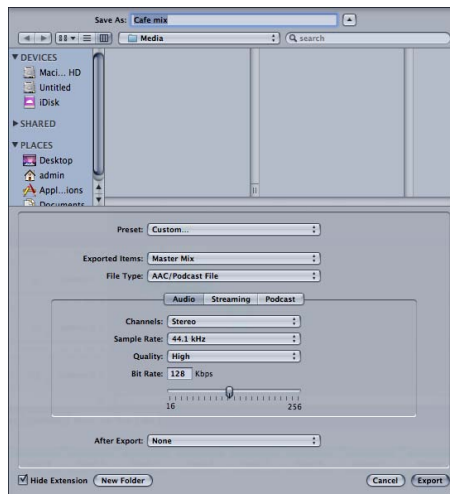 Save As: Cafe mix
Media
search
DEVICES
Maci... HD
Untitled
iDisk
SHARED
PLACES
Desktop
admin
Appl...ions
Documents
Preset: Custom...
Exported Items: Master Mix
File Type: AAC/Podcast File
Audio Streaming Podcast
Channels: Stereo
Sample Rate: 44.1 kHz
Quality: High
Bit Rate: 128 Kbps
16 256
After Export: None
Hide Extension New Folder Cancel Export